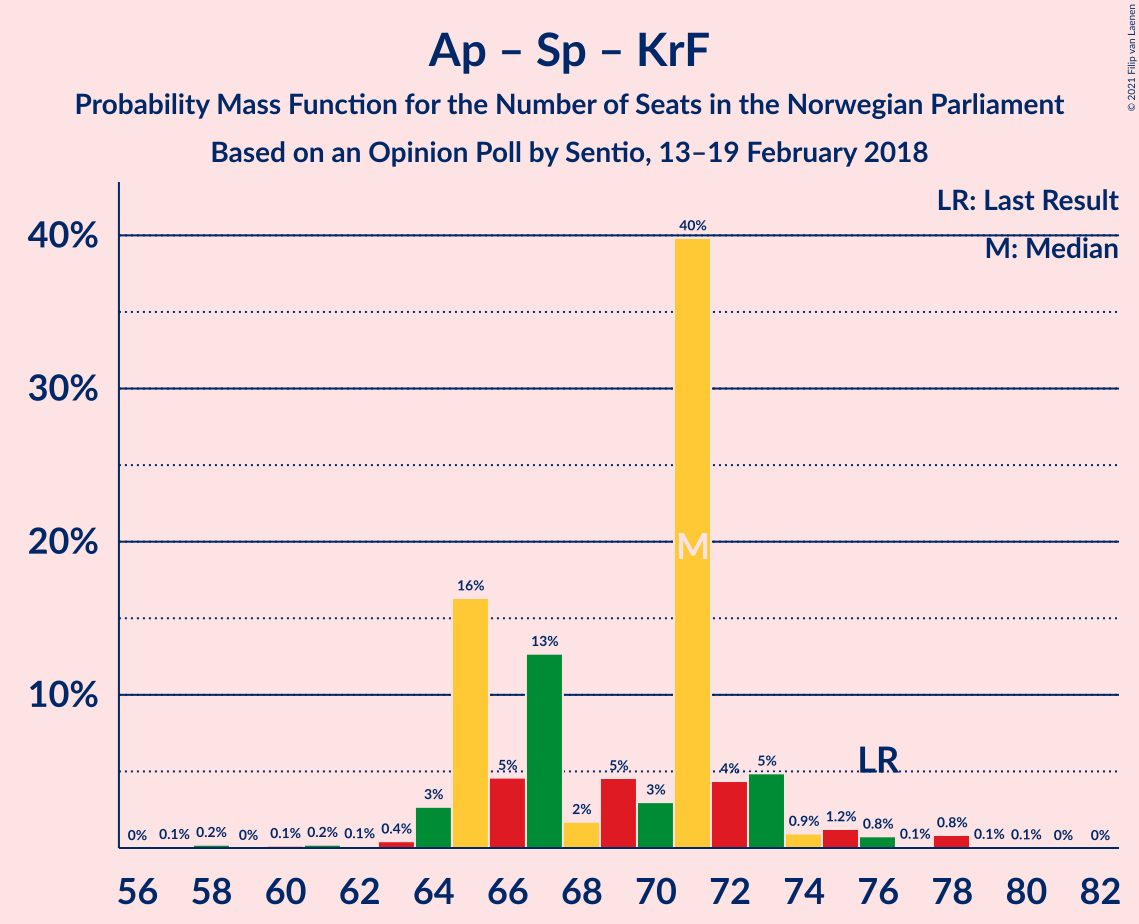 Ap – Sp – KrF
Probability Mass Function for the Number of Seats in the Norwegian Parliament
Based on an Opinion Poll by Sentio, 13–19 February 2018
© 2021 Filip van Laenen
LR: Last Result
M: Median
40%
30%
20%
10%
0% 0.1% 0.2% 0% 0.1% 0.2% 0.1% 0.4% 3% 16% 5% 13% 2% 5% 3% 40% 4% 5% 0.9% 1.2% 0.8% 0.1% 0.8% 0.1% 0.1% 0% 0%
M
LR
56 58 60 62 64 66 68 70 72 74 76 78 80 82